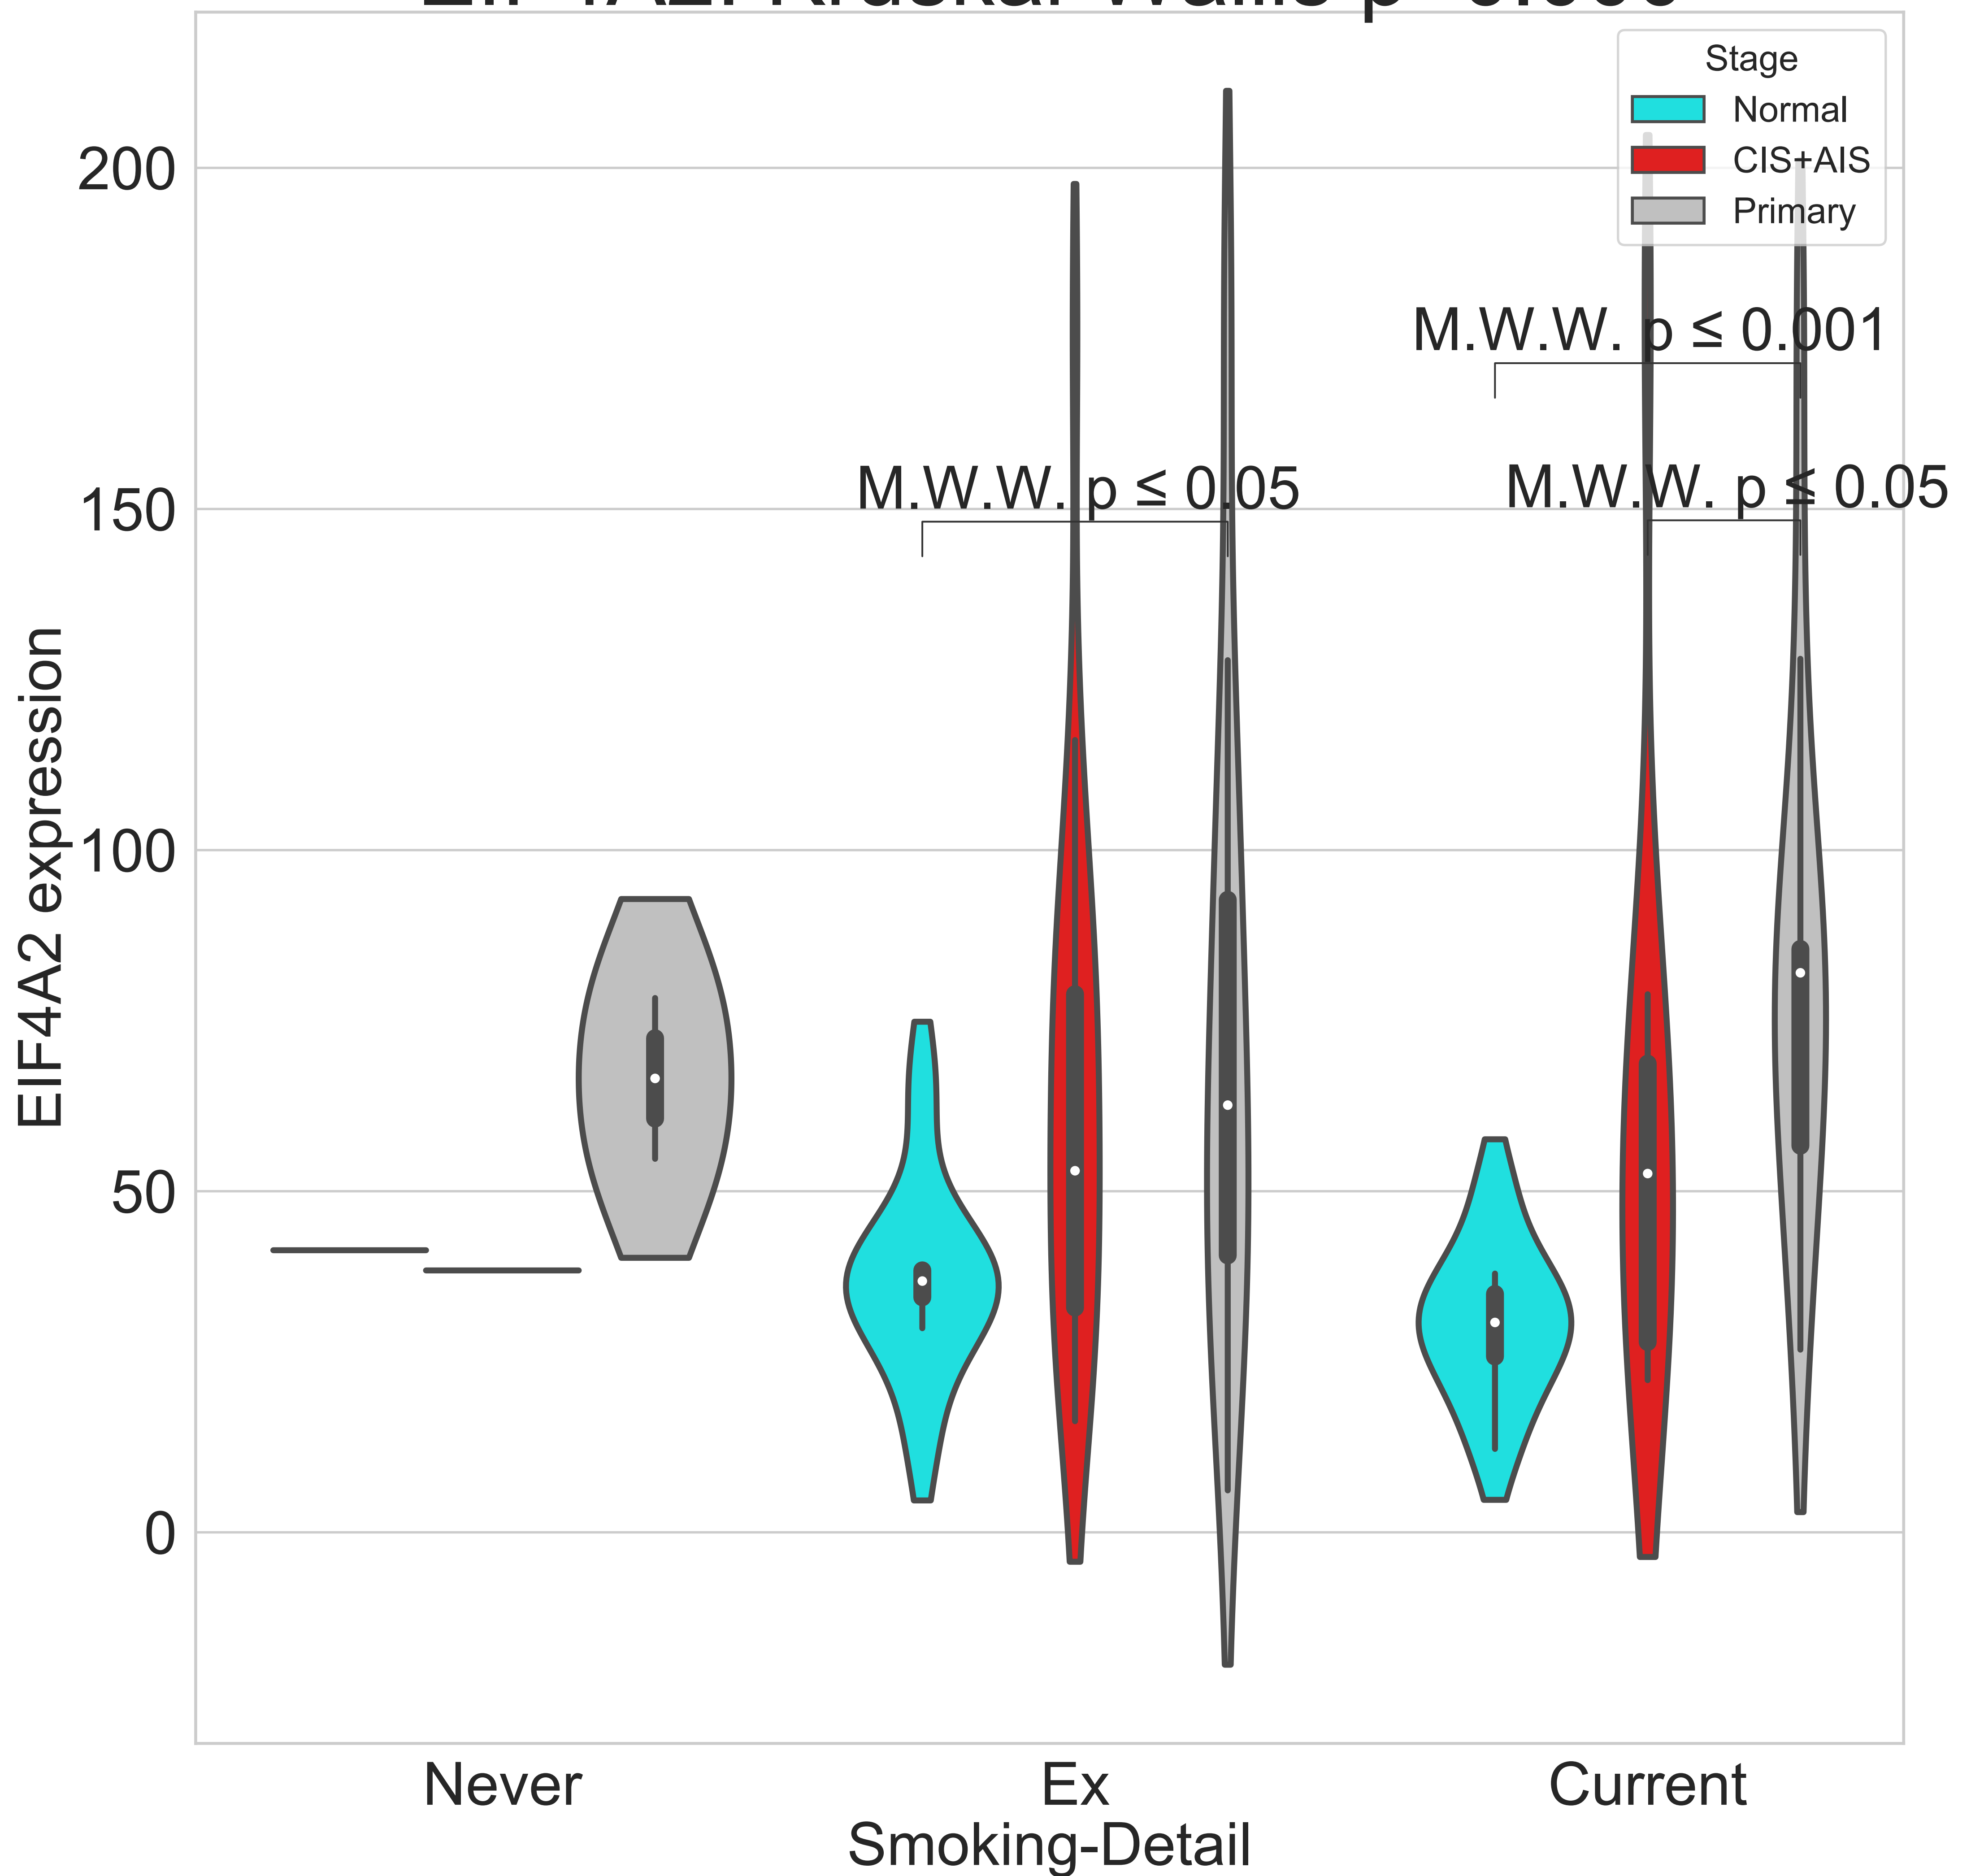 Stage
Normal
CIS+AIS
Primary
200
150
100
50
0
EIF4A2 expression
M.W.W. p ≤ 0.001
M.W.W. p ≤ 0.05
M.W.W. p ≤ 0.05
Never
Ex
Current
Smoking-Detail